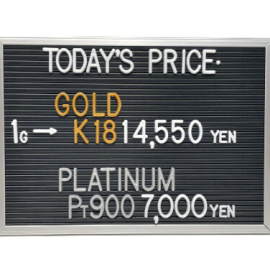 TODAY'S PRICE·
GOLD
1G → K18 14,550 YEN
PLATINUM
PT900 7,000 YEN